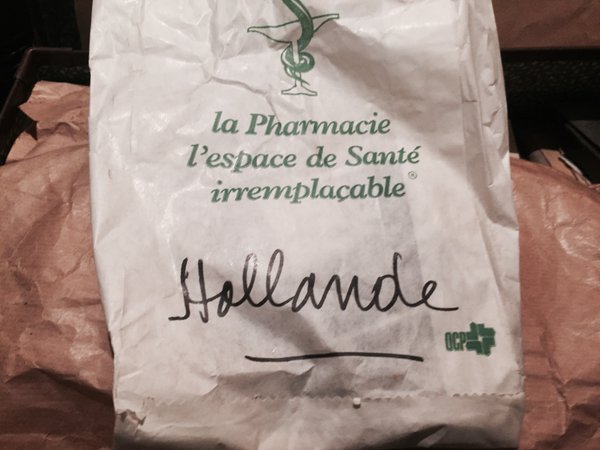 la Pharmacie
l'espace de Santé
irremplaçable®
Hollande
OCP